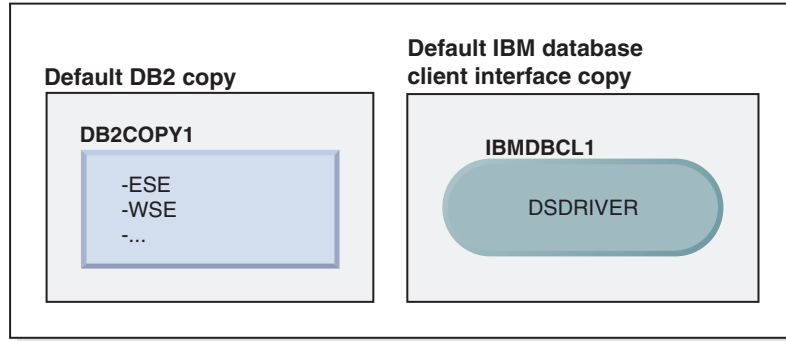 Default DB2 copy
DB2COPY1
-ESE
-WSE
-...
Default IBM database
client interface copy
IBMDBCL1
DSDRIVER